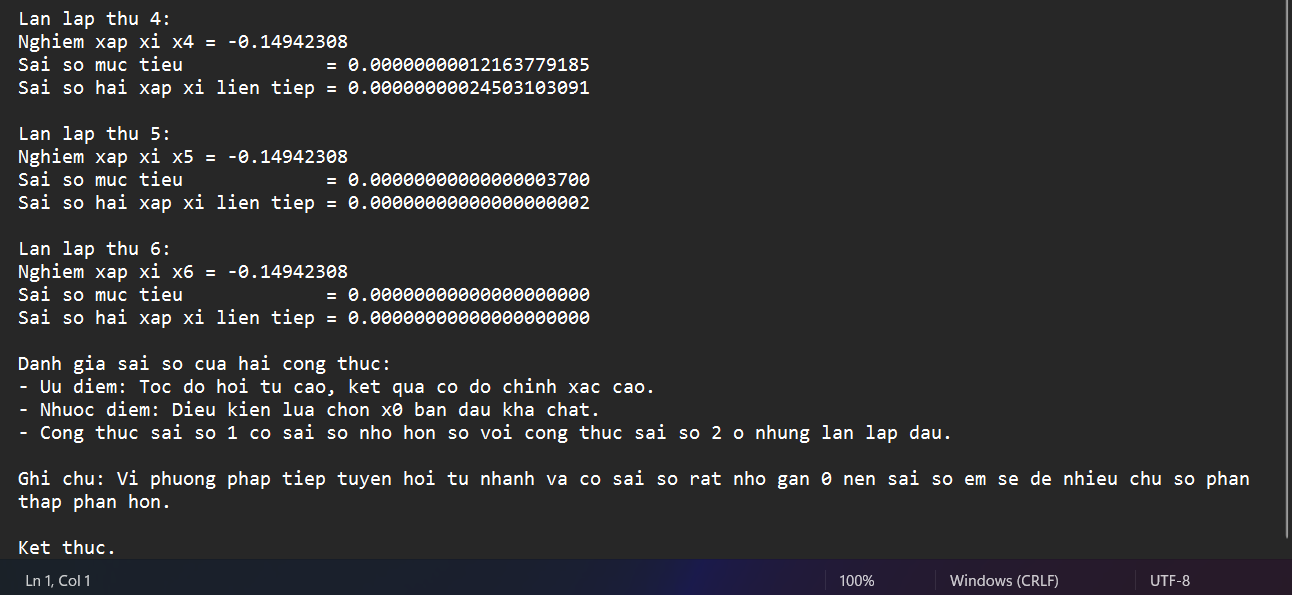 Lan lap thu 4:
Nghiem xap xi x4 = -0.14942308
Sai so muc tieu             = 0.00000000012163779185
Sai so hai xap xi lien tiep = 0.00000000024503103091
Lan lap thu 5:
Nghiem xap xi x5 = -0.14942308
Sai so muc tieu             = 0.00000000000000003700
Sai so hai xap xi lien tiep = 0.00000000000000000002
Lan lap thu 6:
Nghiem xap xi x6 = -0.14942308
Sai so muc tieu             = 0.00000000000000000000
Sai so hai xap xi lien tiep = 0.00000000000000000000
Danh gia sai so cua hai cong thuc:
- Uu diem: Toc do hoi tu cao, ket qua co do chinh xac cao.
- Nhuoc diem: Dieu kien lua chon x0 ban dau kha chat.
- Cong thuc sai so 1 co sai so nho hon so voi cong thuc sai so 2 o nhung lan lap dau.
Ghi chu: Vi phuong phap tiep tuyen hoi tu nhanh va co sai so rat nho gan 0 nen sai so em se de nhieu chu so phan
thap phan hon.
Ket thuc.
Ln 1, Col 1
100%
Windows (CRLF)
UTF-8